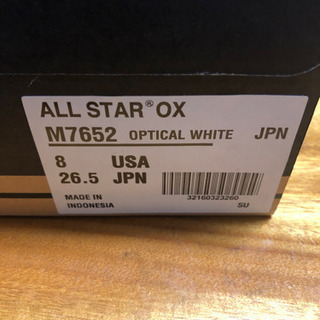 ALL STAR® OX
M7652 OPTICAL WHITE JPN
8 USA
26.5 JPN
MADE IN
INDONESIA
32160323260
SU